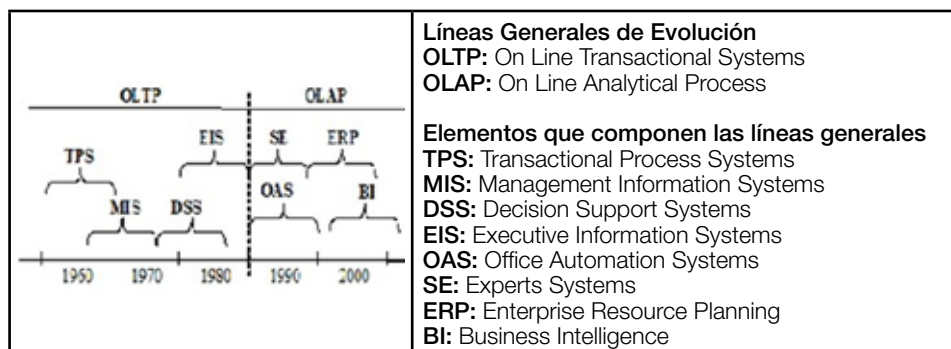 OLTP OLAP
EIS SE ERP
TPS
OAS BI
MIS DSS
1960 1970 1980 1990 2000
Líneas Generales de Evolución
OLTP: On Line Transactional Systems
OLAP: On Line Analytical Process
Elementos que componen las líneas generales
TPS: Transactional Process Systems
MIS: Management Information Systems
DSS: Decision Support Systems
EIS: Executive Information Systems
OAS: Office Automation Systems
SE: Experts Systems
ERP: Enterprise Resource Planning
BI: Business Intelligence